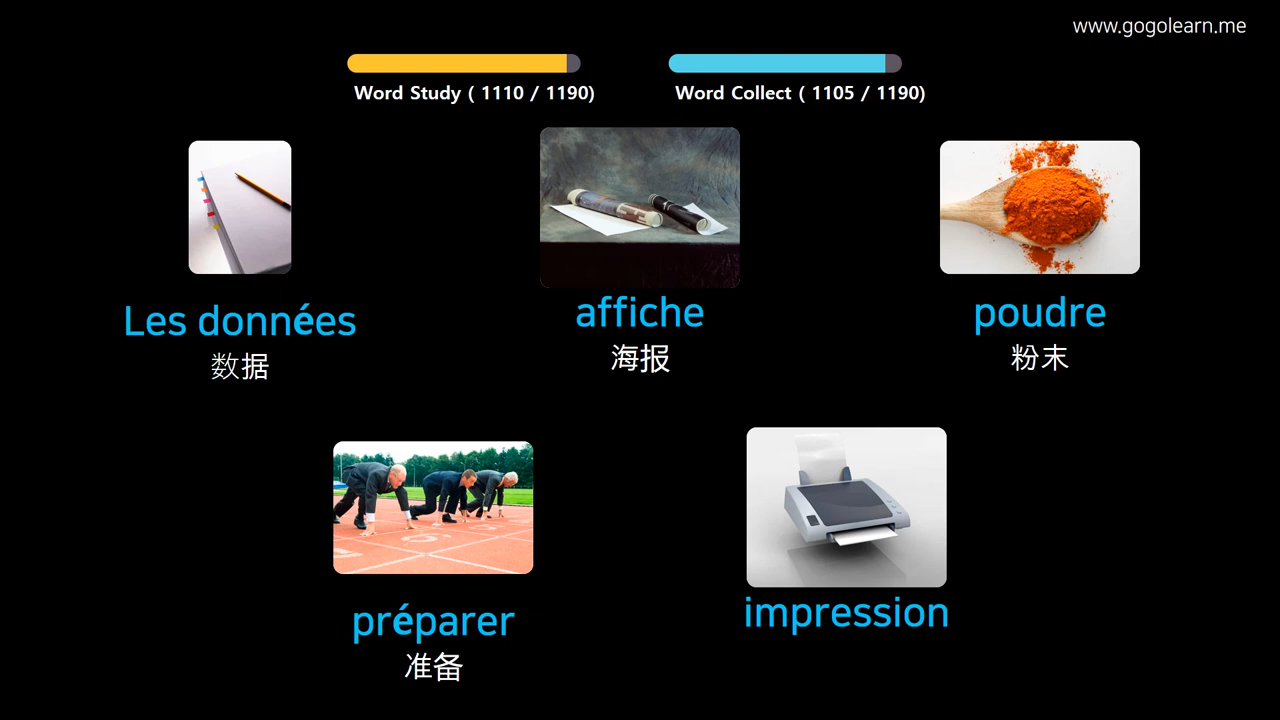 www.gogolearn.me
Word Study ( 1110 / 1190)
Word Collect ( 1105 / 1190)
Les données
数据
affiche
海报
poudre
粉末
préparer
准备
impression